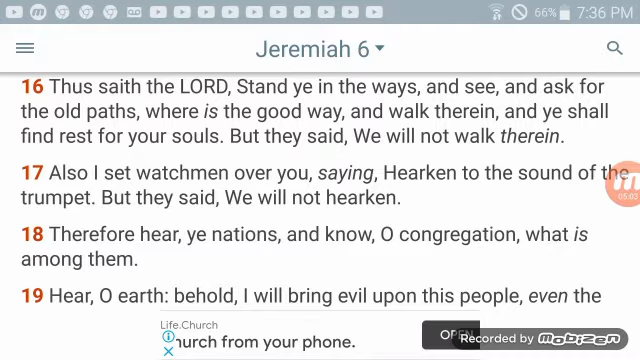 66% 7:36 PM
Jeremiah 6
16 Thus saith the LORD, Stand ye in the ways, and see, and ask for
the old paths, where is the good way, and walk therein, and ye shall
find rest for your souls. But they said, We will not walk therein.
17 Also I set watchmen over you, saying, Hearken to the sound of the
trumpet. But they said, We will not hearken.
05:03
18 Therefore hear, ye nations, and know, O congregation, what is
among them.
19 Hear, O earth: behold, I will bring evil upon this people, even the
Life.Church
hurch from your phone.
OPEN
Recorded by mobizen